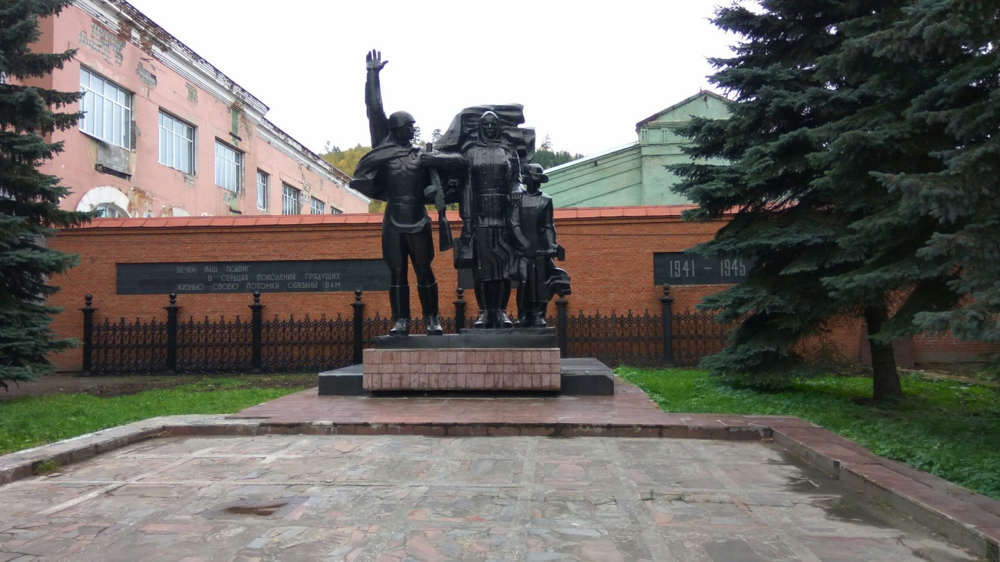 ВЕЧЕН ВАШ ПОДВИГ
В СЕРДЦАХ ПОКОЛЕНИЙ ГРЯДУЩИХ
ЖИЗНЬЮ СВОЕЮ ПОТОМКИ ОБЯЗАНЫ ВАМ
1941 - 1945